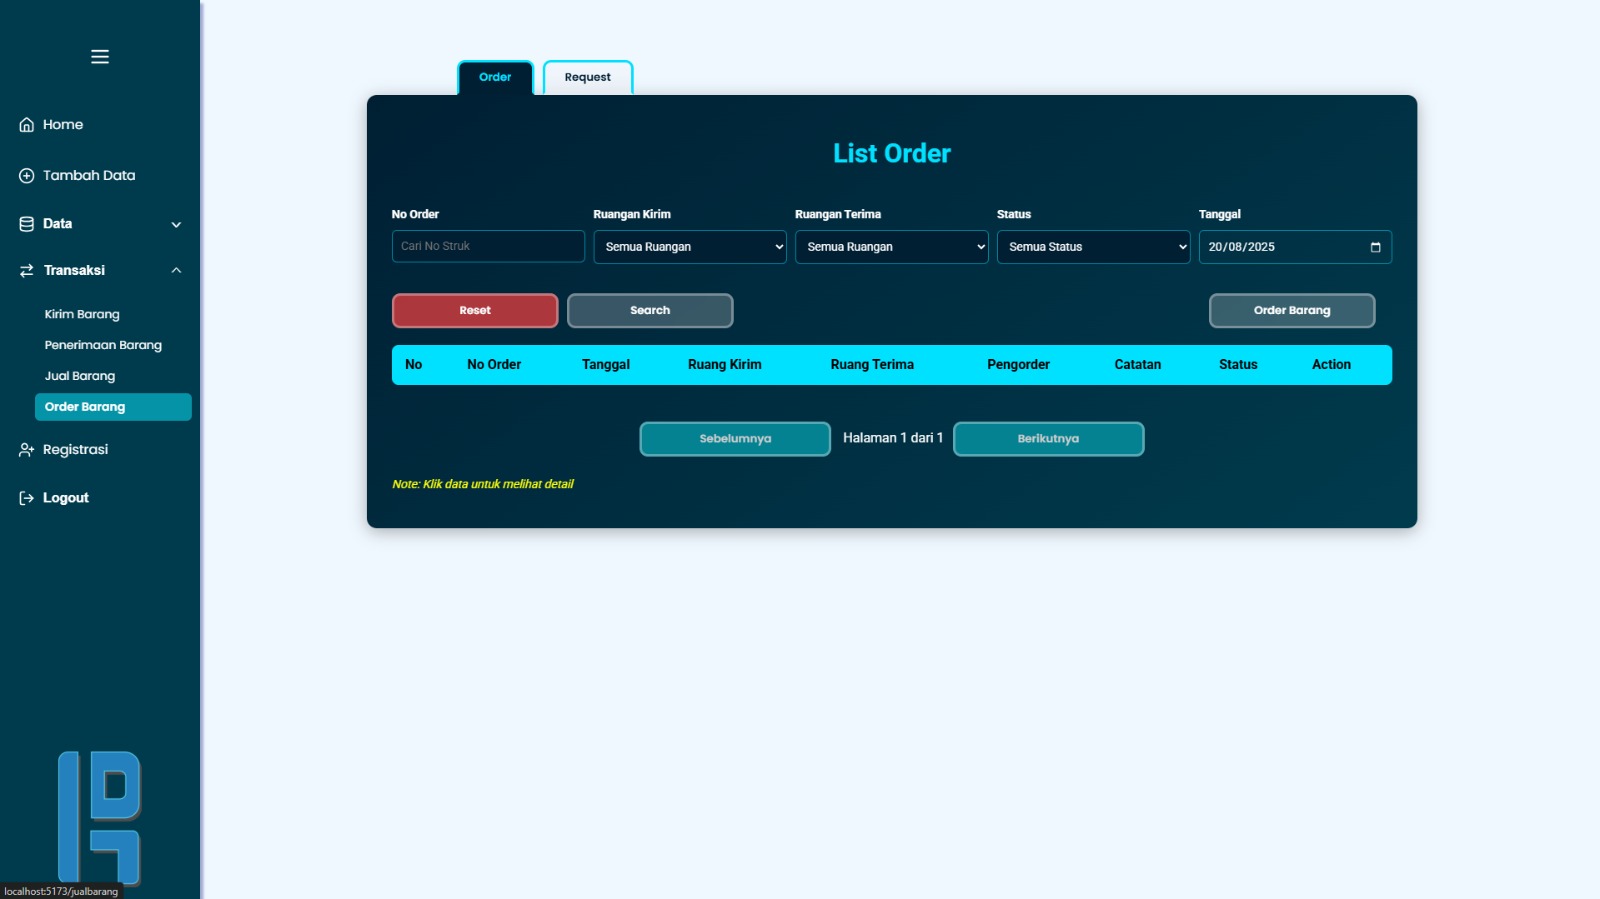 Home
Tambah Data
Data
Transaksi
Kirim Barang
Penerimaan Barang
Jual Barang
Order Barang
Registrasi
Logout
localhost:5173/jualbarang
Order Request
List Order
No Order Ruangan Kirim Ruangan Terima Status Tanggal
Cari No Struk Semua Ruangan Semua Ruangan Semua Status 20/08/2025
Reset Search Order Barang
No No Order Tanggal Ruang Kirim Ruang Terima Pengorder Catatan Status Action
Sebelumnya Halaman 1 dari 1 Berikutnya
Note: Klik data untuk melihat detail